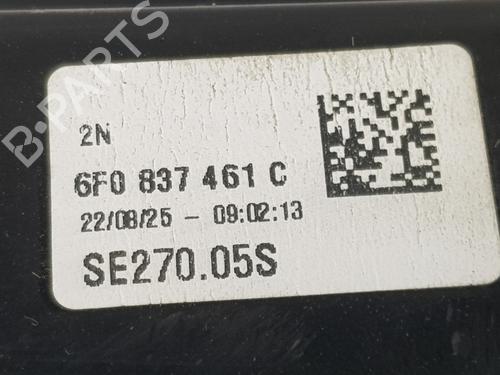 B-PARTS
2N
6F0 837 461 C
22/08/25 - 09:02:13
SE270.05S